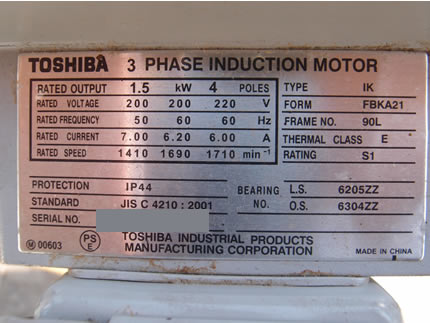 TOSHIBA 3 PHASE INDUCTION MOTOR
RATED OUTPUT 1.5 kW 4 POLES
RATED VOLTAGE 200 200 220 V
RATED FREQUENCY 50 60 60 Hz
RATED CURRENT 7.00 6.20 6.00 A
RATED SPEED 1410 1690 1710 min⁻¹
TYPE IK
FORM FBKA21
FRAME NO. 90L
THERMAL CLASS E
RATING S1
PROTECTION IP44
STANDARD JIS C 4210 : 2001
SERIAL NO.
BEARING NO. L.S. 6205ZZ
O.S. 6304ZZ
M 00603
PS E
TOSHIBA INDUSTRIAL PRODUCTS
MANUFACTURING CORPORATION
MADE IN CHINA